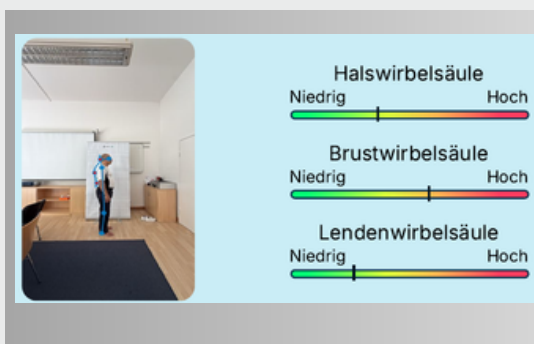 Halswirbelsäule
Niedrig Hoch
Brustwirbelsäule
Niedrig Hoch
Lendenwirbelsäule
Niedrig Hoch